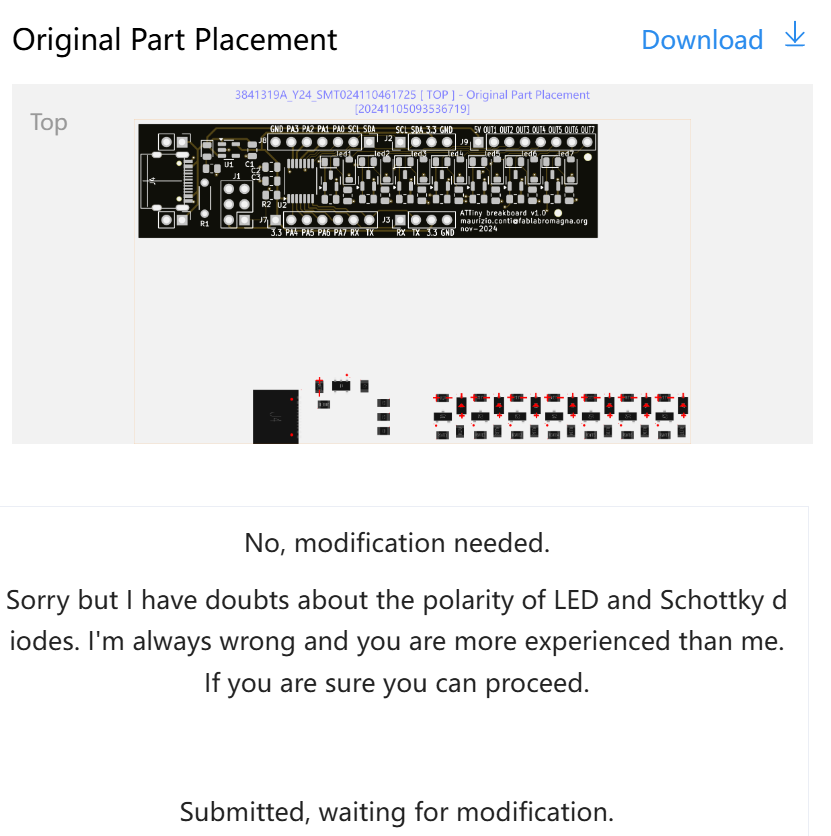 Original Part Placement
Download
3841319A_Y24_SMT024110461725 [ TOP ] - Original Part Placement
[20241105093536719]
Top
GND PA3 PA2 PA1 PA0 SCL SDA
SCL SDA 3.3 GND
5V OUT1 OUT2 OUT3 OUT4 OUT5 OUT6 OUT7
J8
J2
J9
led1
led2
led3
led4
led5
led6
led7
J4
U1
C1
J1
R2
U2
R1
J7
J3
3.3 PA4 PA5 PA6 PA7 RX TX
RX TX 3.3 GND
ATTiny breakboard v1.0
maurizio.conti@fablabromagna.org
nov-2024
No, modification needed.
Sorry but I have doubts about the polarity of LED and Schottky d
iodes. I'm always wrong and you are more experienced than me.
If you are sure you can proceed.
Submitted, waiting for modification.